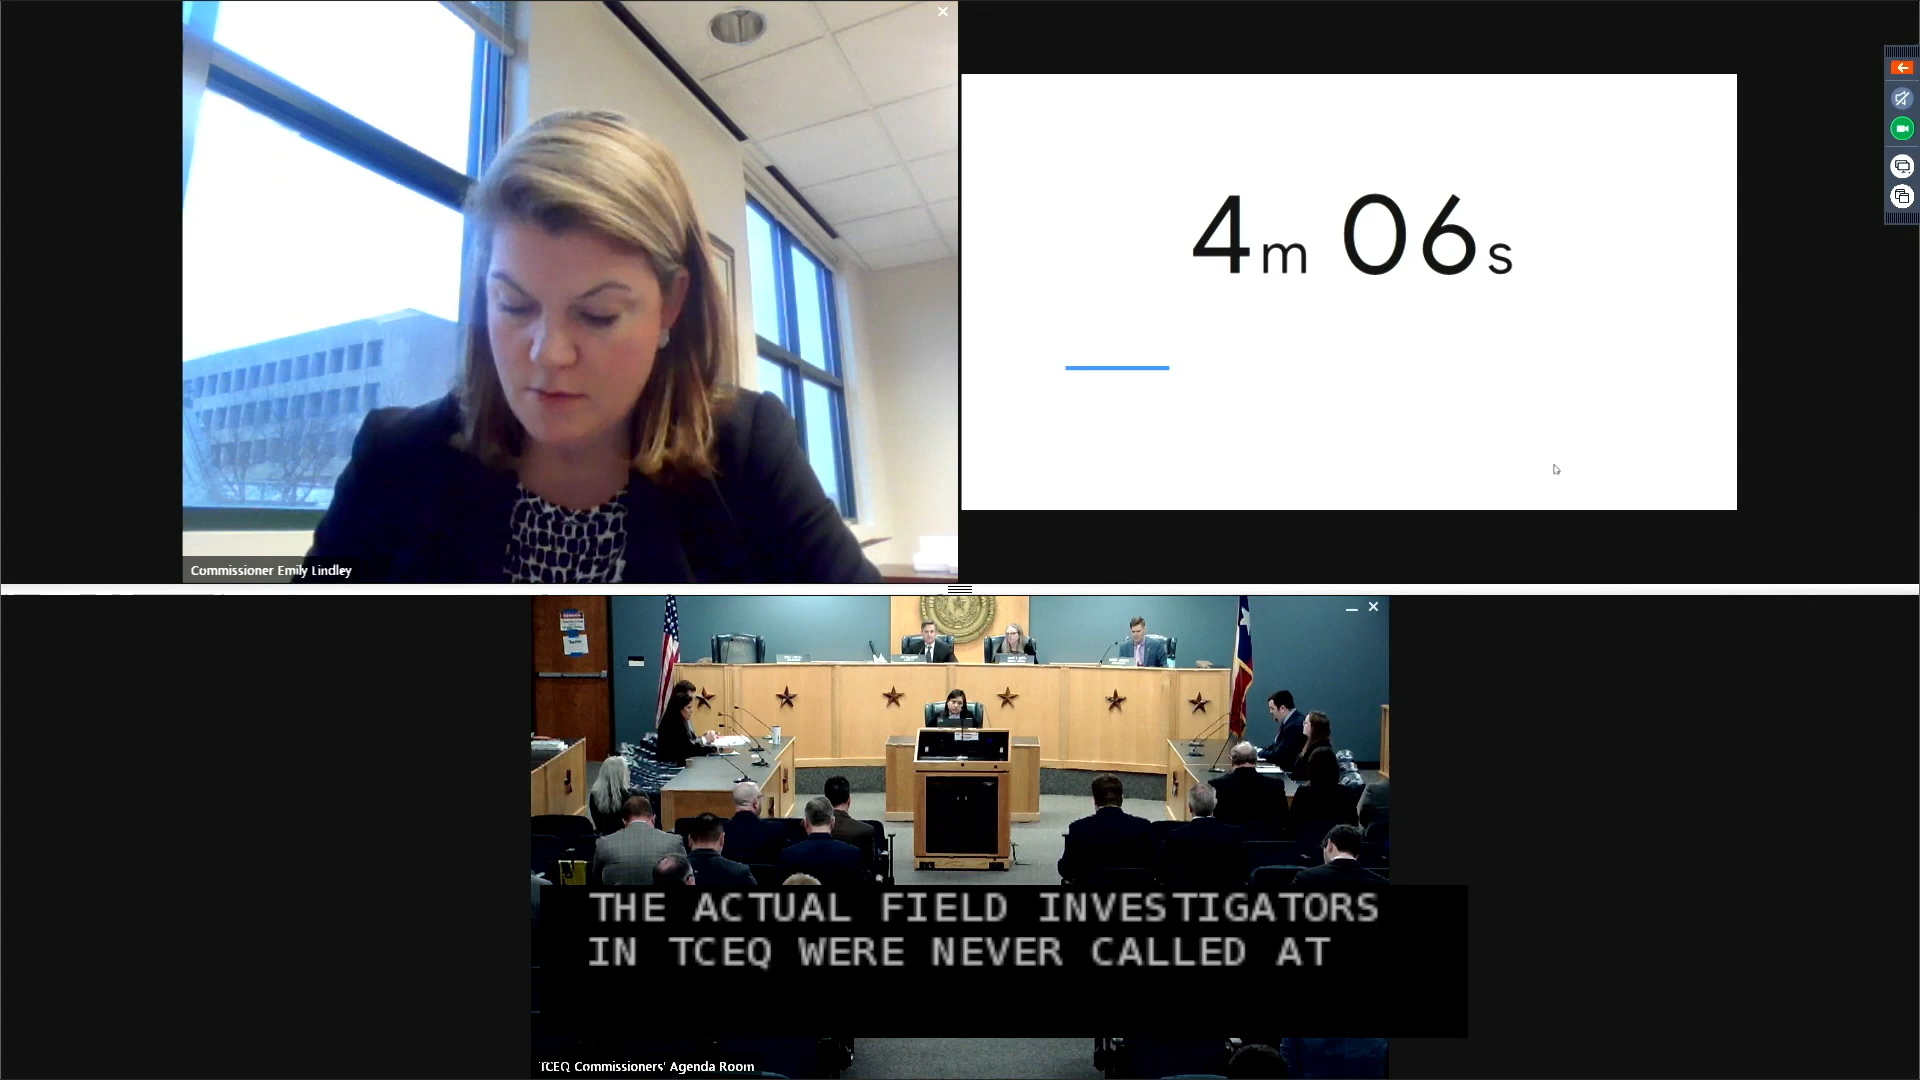 4m 06s
Commissioner Emily Lindley
THE ACTUAL FIELD INVESTIGATORS
IN TCEQ WERE NEVER CALLED AT
TCEQ Commissioners' Agenda Room